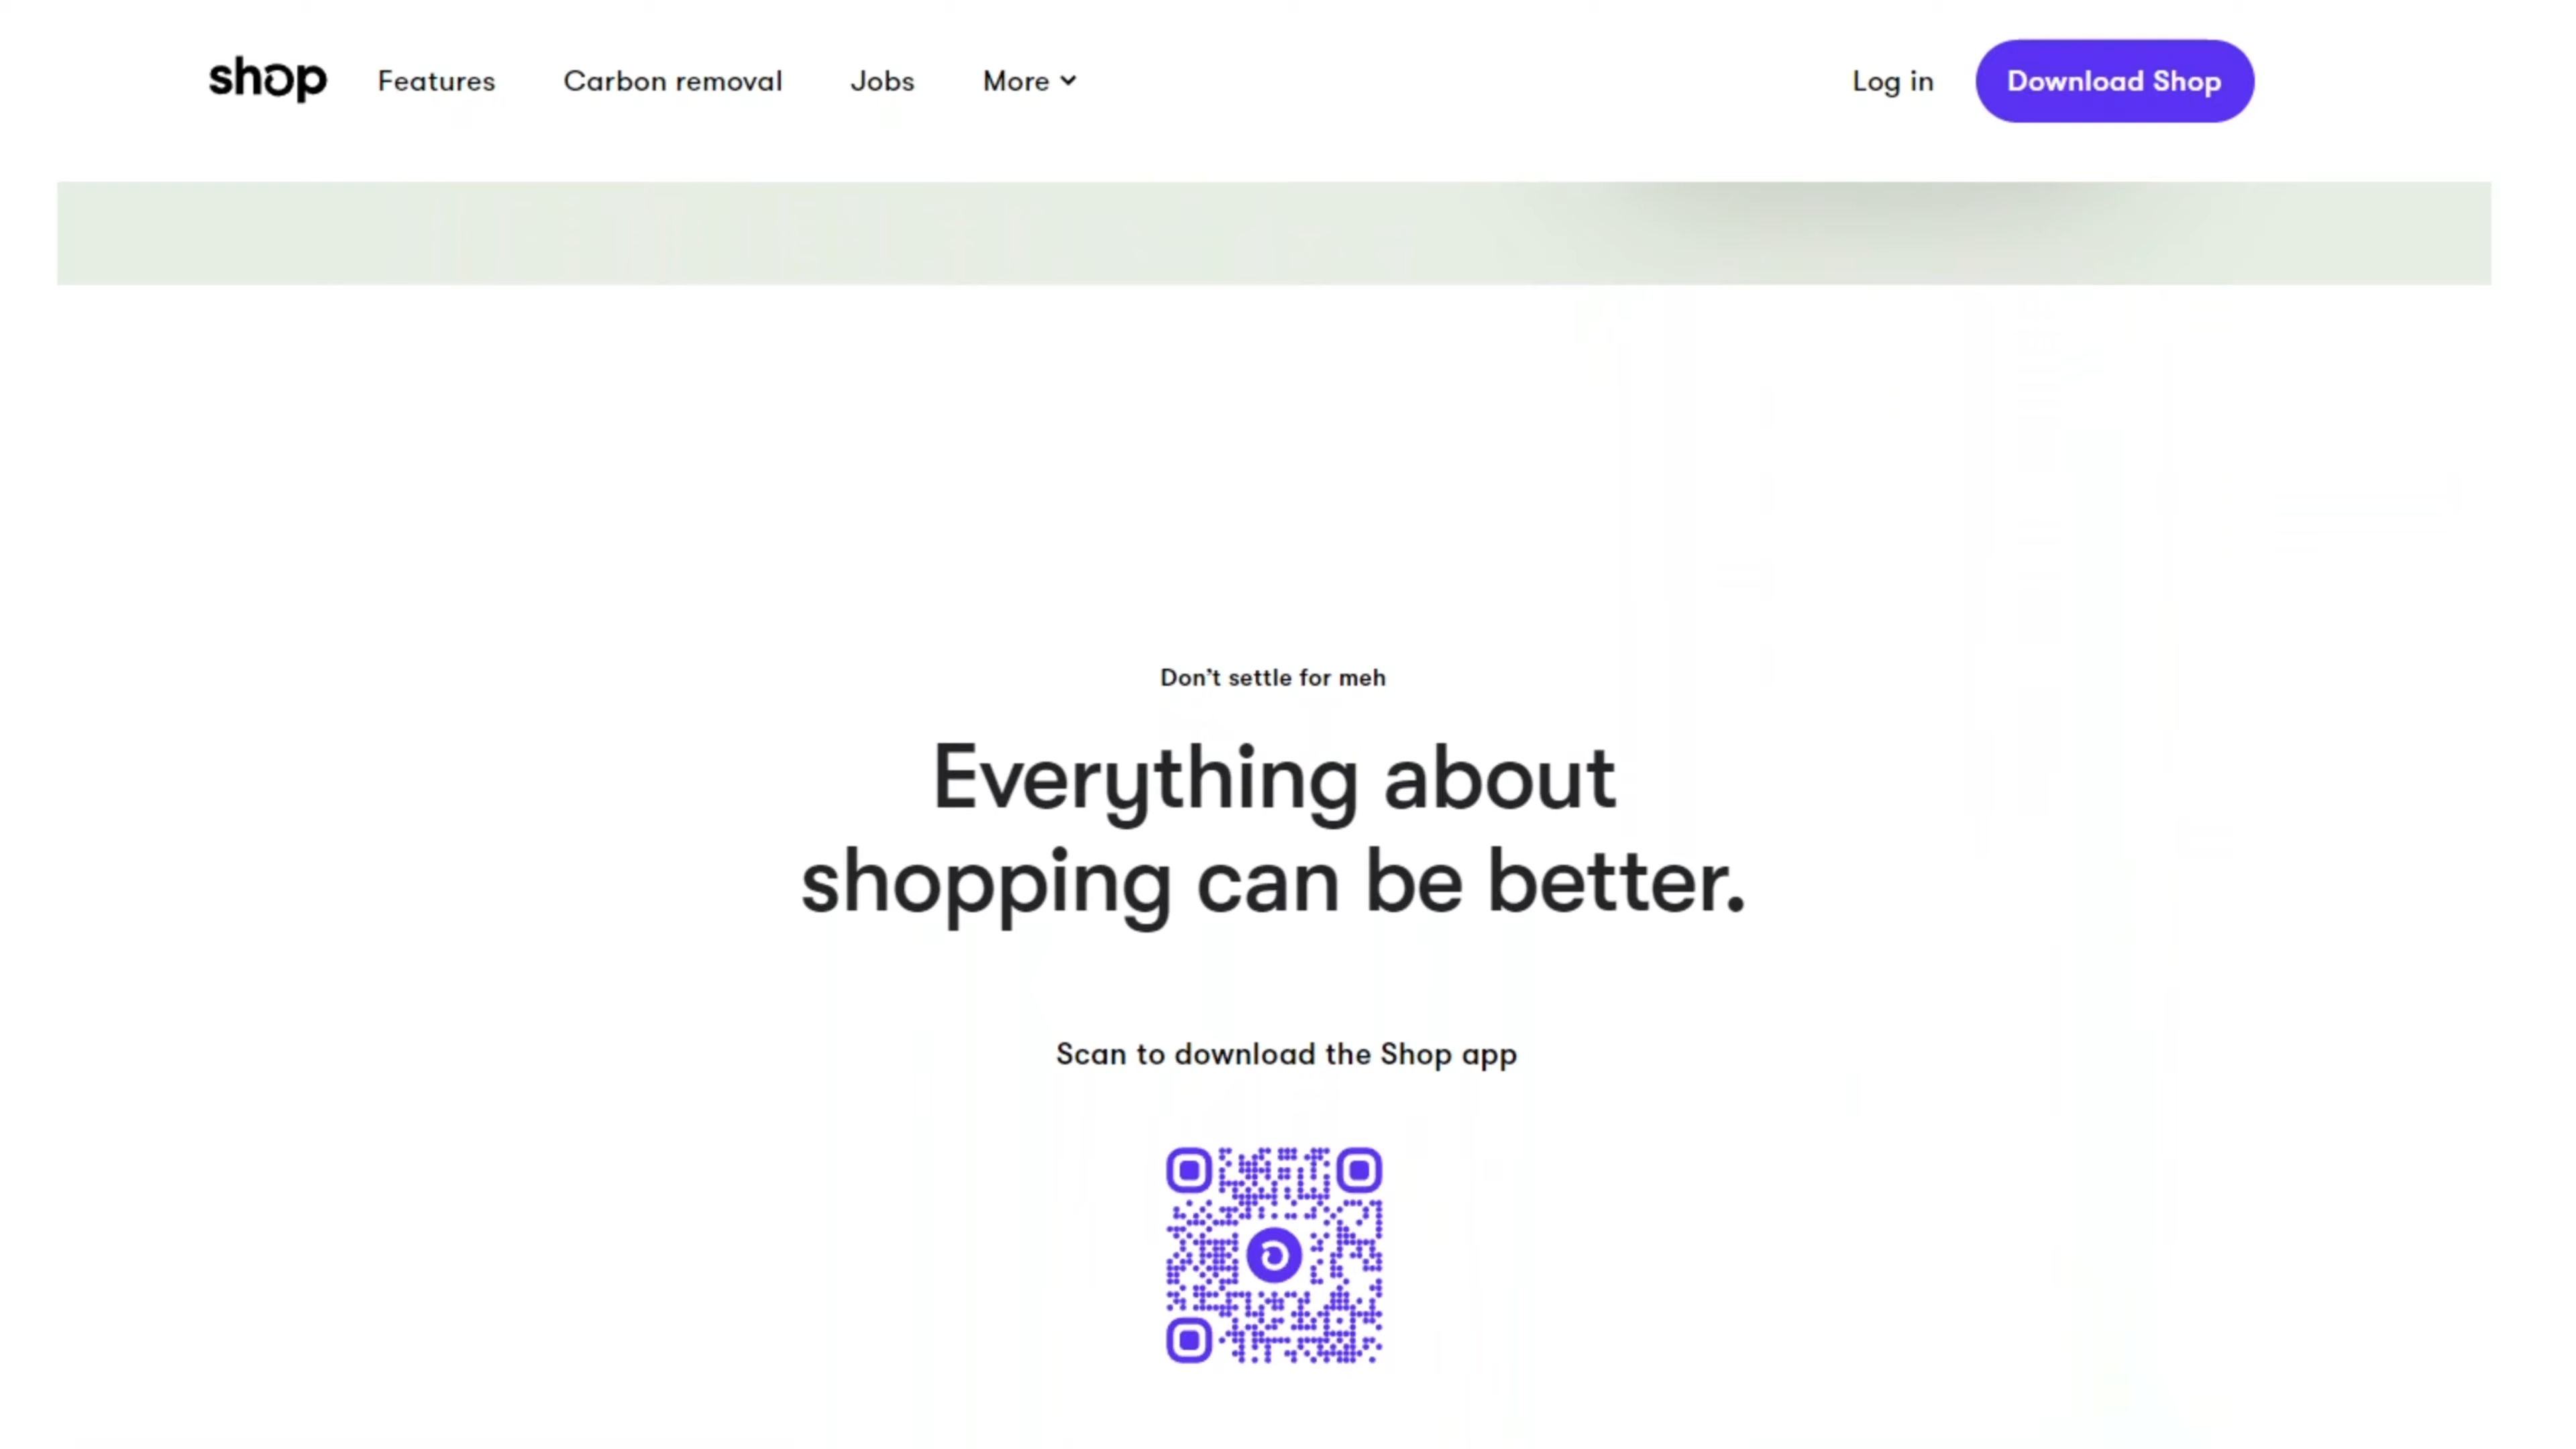 shop
Features
Carbon removal
Jobs
More
Log in
Download Shop
Don't settle for meh
Everything about
shopping can be better.
Scan to download the Shop app